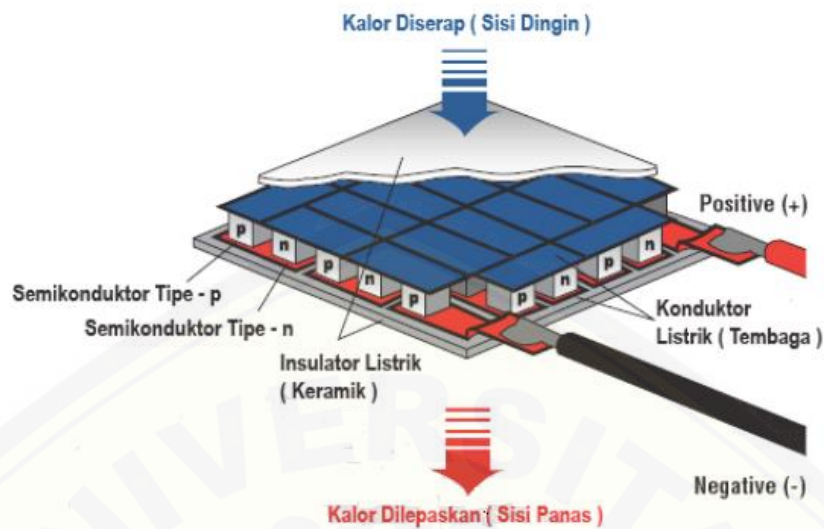 Kalor Diserap ( Sisi Dingin )
Positive (+)
p
n
p
n
p
p
n
p
n
Semikonduktor Tipe - p
Semikonduktor Tipe - n
Insulator Listrik
( Keramik )
Konduktor
Listrik ( Tembaga )
Negative (-)
Kalor Dilepaskan ( Sisi Panas )
UNIVERSIT